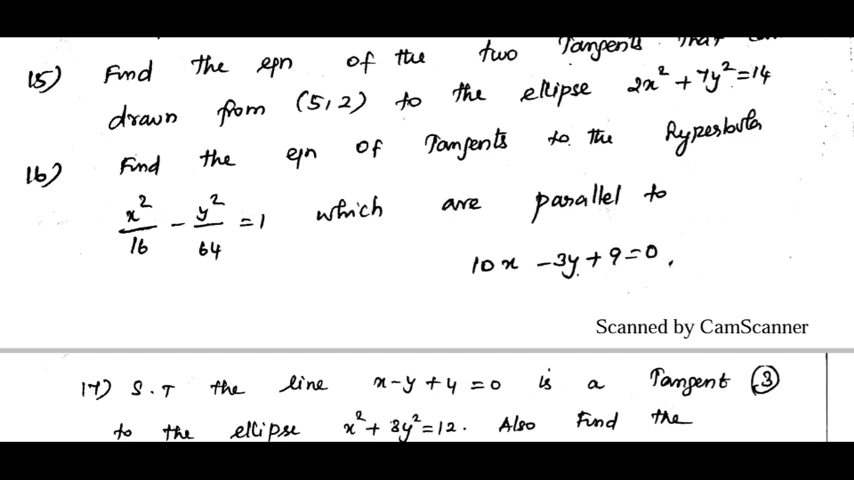 15) Find the eqn of the two Tangents that can
drawn from (5,2) to the ellipse 2x² + 7y² = 14
16) Find the eqn of Tangents to the Hyperbola
x²/16 - y²/64 = 1 which are parallel to
10x - 3y + 9 = 0.
Scanned by CamScanner
17) S.T the line x - y + 4 = 0 is a Tangent (3)
to the ellipse x² + 3y² = 12. Also Find the